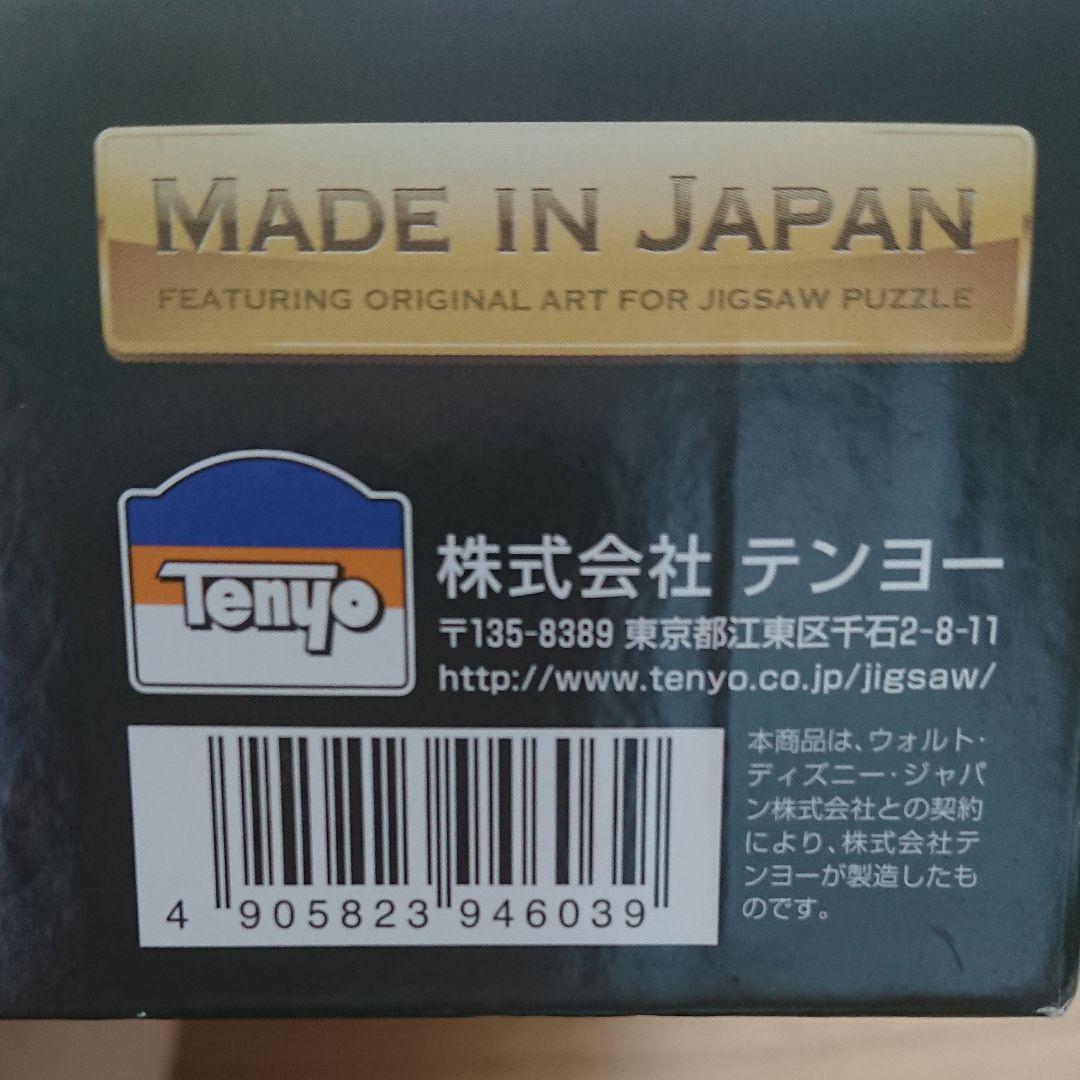 MADE IN JAPAN
FEATURING ORIGINAL ART FOR JIGSAW PUZZLE
Tenyo
株式会社 テンヨー
〒135-8389 東京都江東区千石2-8-11
http://www.tenyo.co.jp/jigsaw/
本商品は、ウォルト・
ディズニー・ジャパ
ン株式会社との契約
により、株式会社テ
ンヨーが製造したも
のです。
4 905823 946039